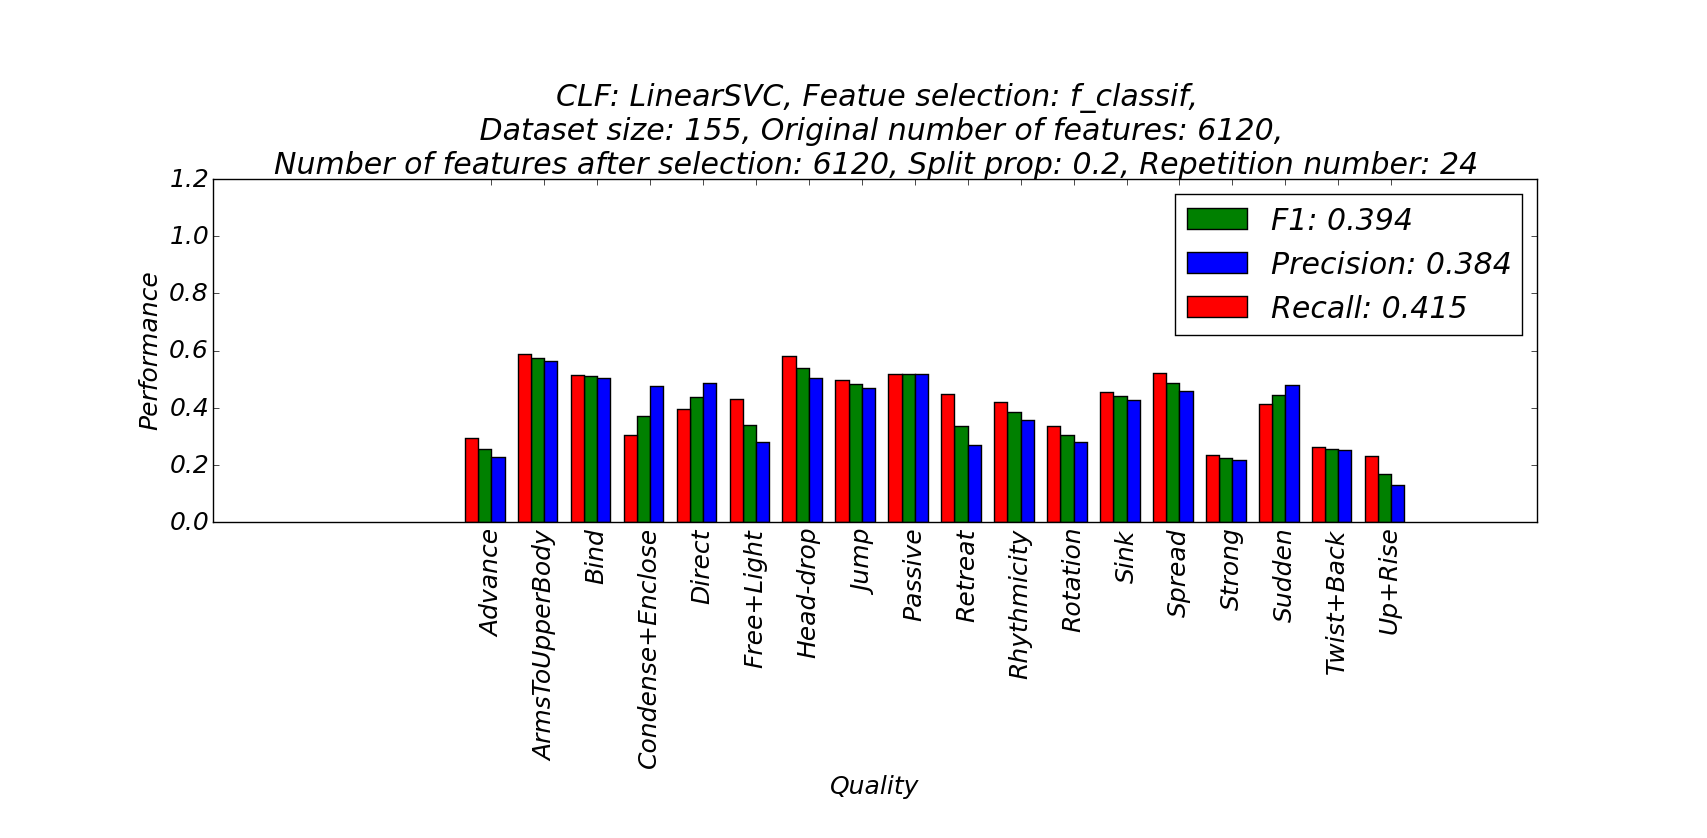 CLF: LinearSVC, Featue selection: f_classif,
Dataset size: 155, Original number of features: 6120,
Number of features after selection: 6120, Split prop: 0.2, Repetition number: 24
1.2
1.0
0.8
0.6
0.4
0.2
0.0
Performance
F1: 0.394
Precision: 0.384
Recall: 0.415
Advance
ArmsToUpperBody
Bind
Condense+Enclose
Direct
Free+Light
Head-drop
Jump
Passive
Retreat
Rhythmicity
Rotation
Sink
Spread
Strong
Sudden
Twist+Back
Up+Rise
Quality